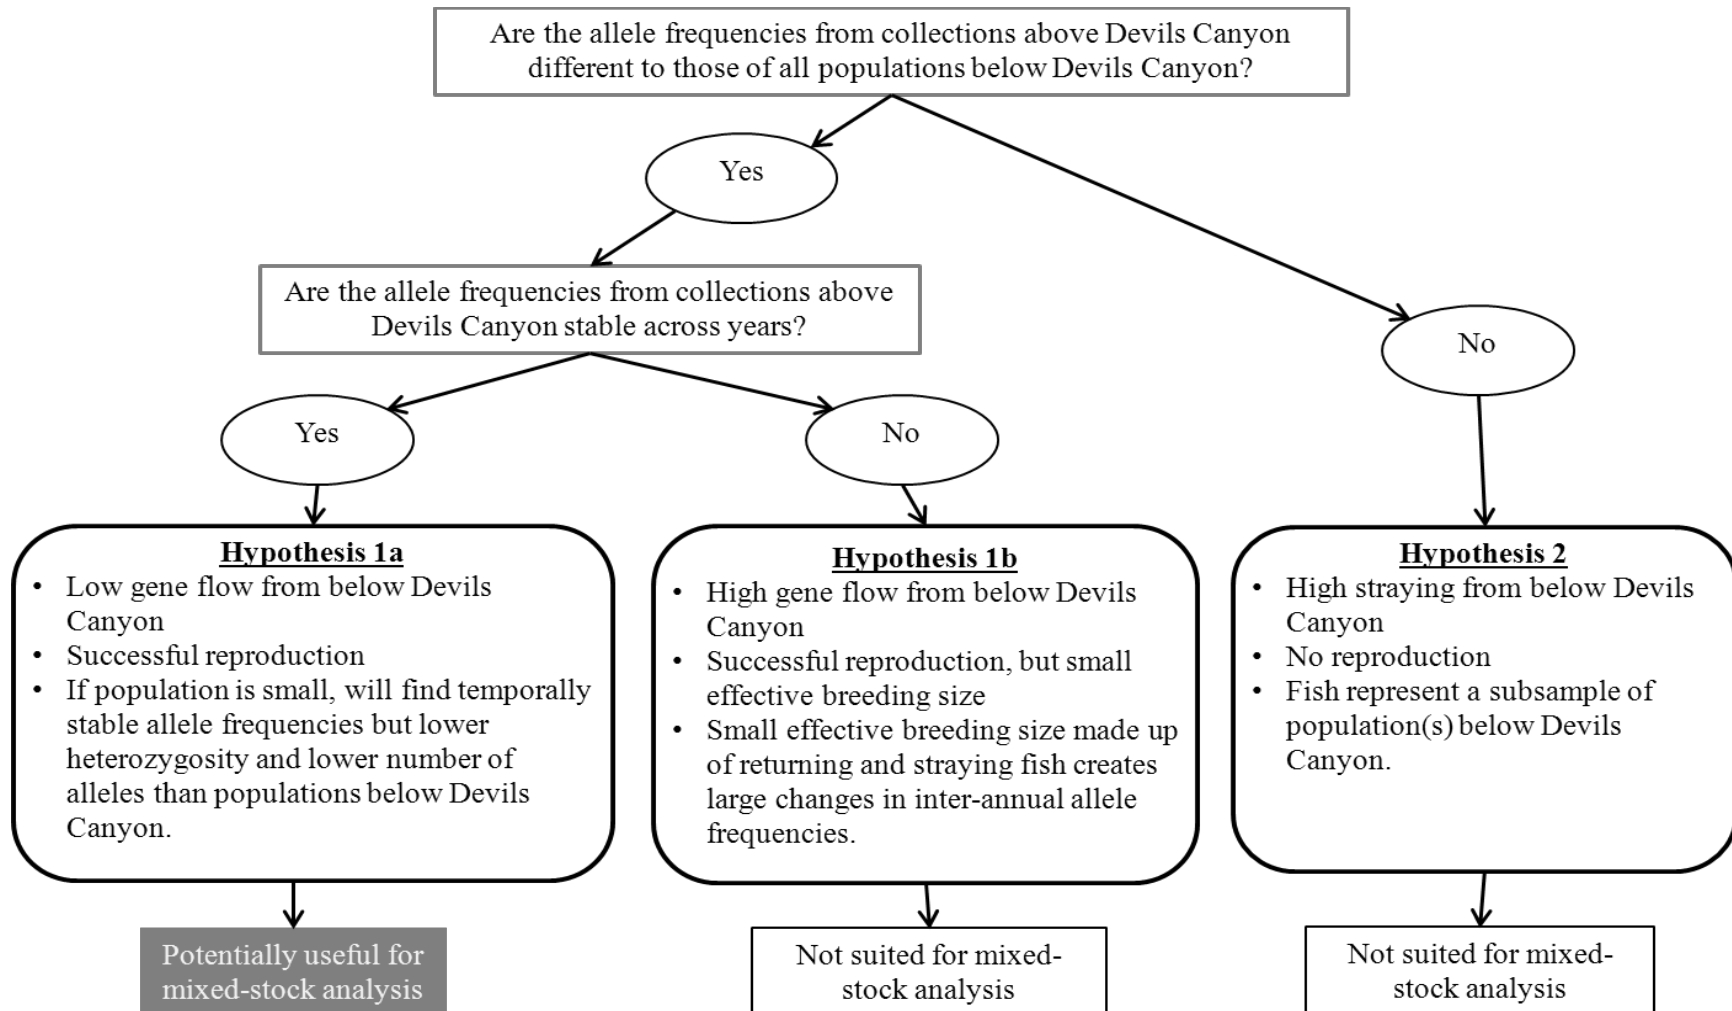 Are the allele frequencies from collections above Devils Canyon
different to those of all populations below Devils Canyon?
Yes
Are the allele frequencies from collections above
Devils Canyon stable across years?
No
Yes
No
Hypothesis 1a
• Low gene flow from below Devils
Canyon
• Successful reproduction
• If population is small, will find temporally
stable allele frequencies but lower
heterozygosity and lower number of
alleles than populations below Devils
Canyon.
Hypothesis 1b
• High gene flow from below Devils
Canyon
• Successful reproduction, but small
effective breeding size
• Small effective breeding size made up
of returning and straying fish creates
large changes in inter-annual allele
frequencies.
Hypothesis 2
• High straying from below Devils
Canyon
• No reproduction
• Fish represent a subsample of
population(s) below Devils
Canyon.
Potentially useful for
mixed-stock analysis
Not suited for mixed-
stock analysis
Not suited for mixed-
stock analysis